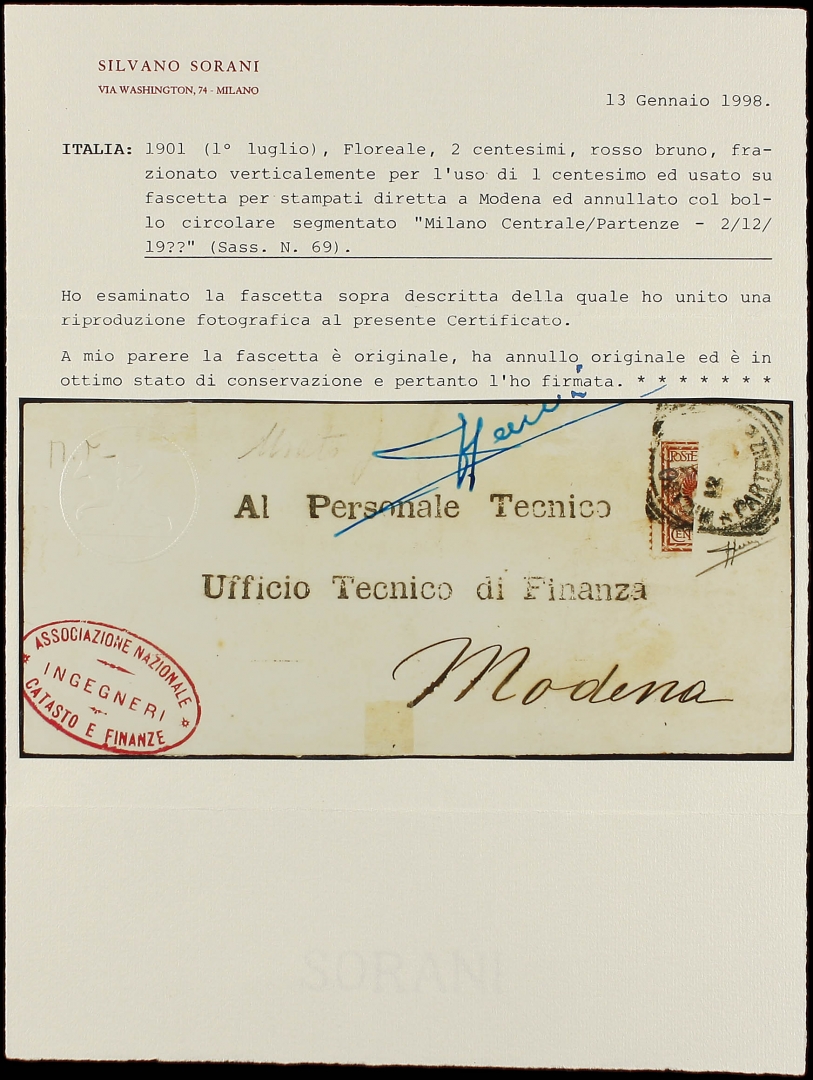 SILVANO SORANI
VIA WASHINGTON, 74 - MILANO
13 Gennaio 1998.
ITALIA: 1901 (1° luglio), Floreale, 2 centesimi, rosso bruno, fra-
zionato verticalmente per l'uso di 1 centesimo ed usato su
fascetta per stampati diretta a Modena ed annullato col bol-
lo circolare segmentato "Milano Centrale/Partenze - 2/12/
19??" (Sass. N. 69).
Ho esaminato la fascetta sopra descritta della quale ho unito una
riproduzione fotografica al presente Certificato.
A mio parere la fascetta è originale, ha annullo originale ed è in
ottimo stato di conservazione e pertanto l'ho firmata. * * * * * * *
POSTE
CEN
12
PARTENZE
Al Personale Tecnico
Ufficio Tecnico di Finanza
Modena
ASSOCIAZIONE NAZIONALE
INGEGNERI
CATASTO E FINANZE
SORANI